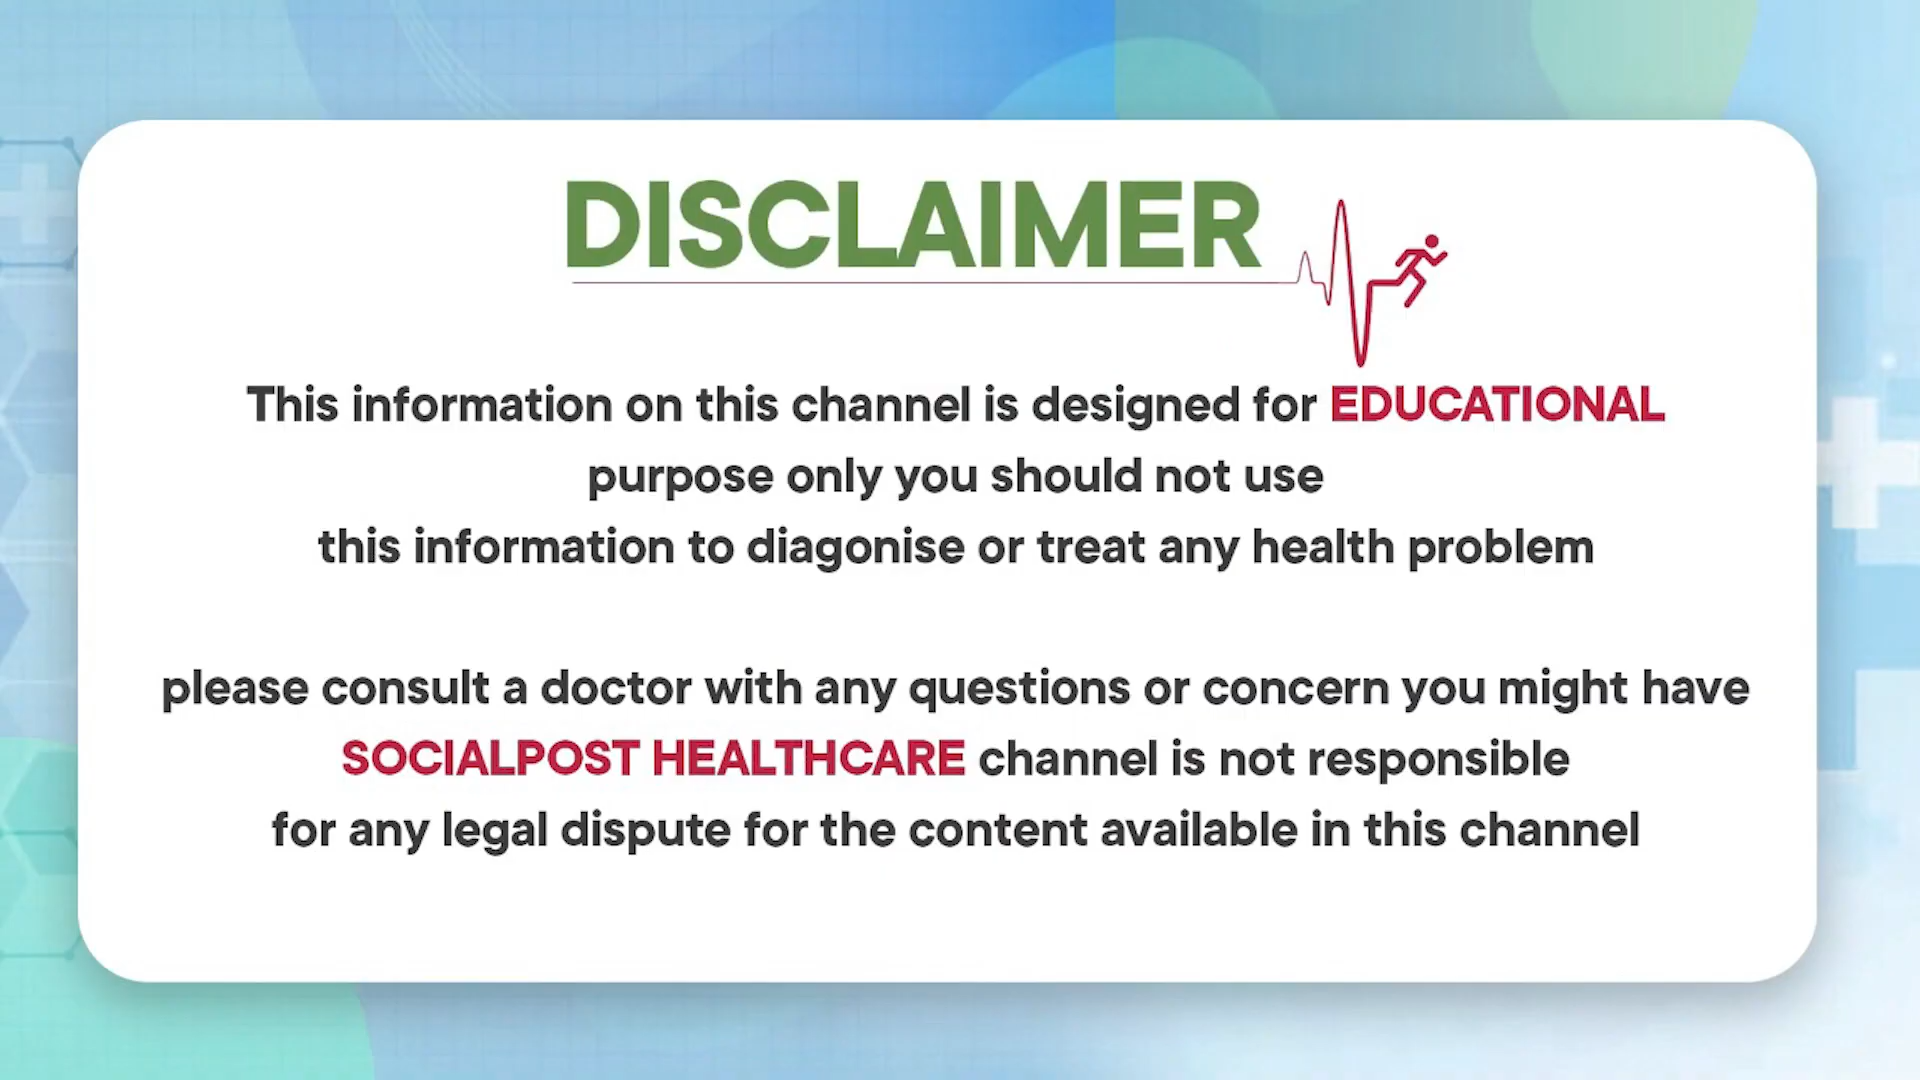 DISCLAIMER
This information on this channel is designed for EDUCATIONAL
purpose only you should not use
this information to diagonise or treat any health problem
please consult a doctor with any questions or concern you might have
SOCIALPOST HEALTHCARE channel is not responsible
for any legal dispute for the content available in this channel